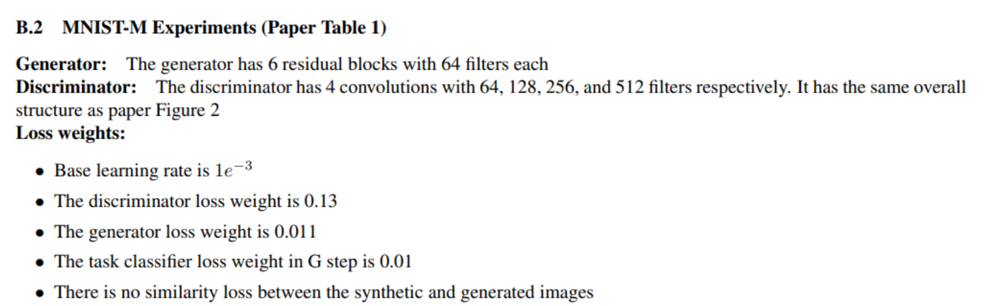 B.2 MNIST-M Experiments (Paper Table 1)
Generator: The generator has 6 residual blocks with 64 filters each
Discriminator: The discriminator has 4 convolutions with 64, 128, 256, and 512 filters respectively. It has the same overall
structure as paper Figure 2
Loss weights:
• Base learning rate is 1e⁻³
• The discriminator loss weight is 0.13
• The generator loss weight is 0.011
• The task classifier loss weight in G step is 0.01
• There is no similarity loss between the synthetic and generated images